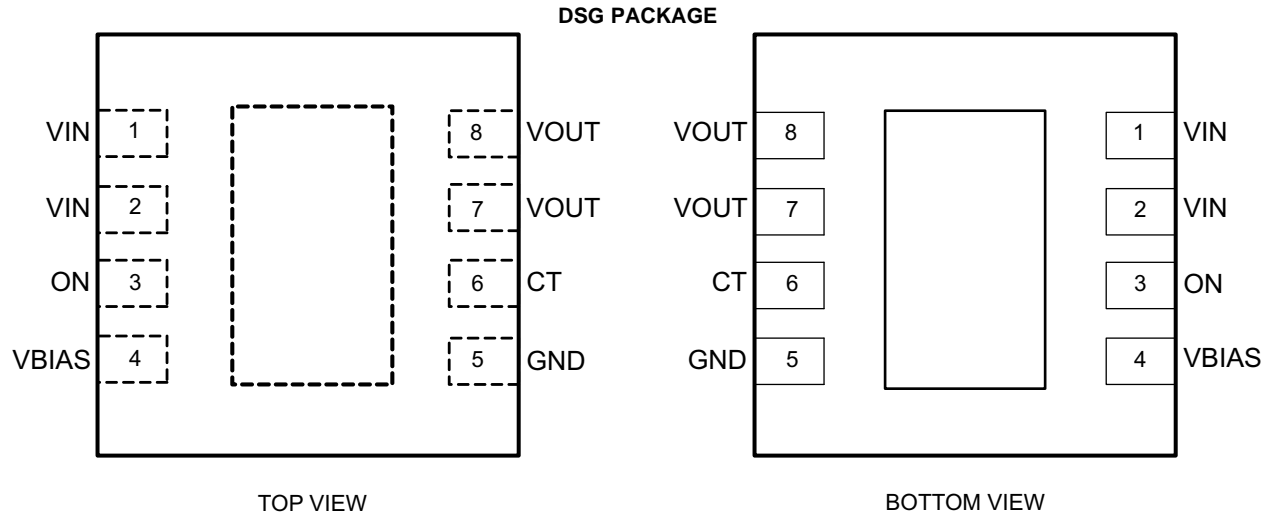 DSG PACKAGE
VIN 1 8 VOUT
VIN 2 7 VOUT
ON 3 6 CT
VBIAS 4 5 GND
TOP VIEW
VOUT 8 1 VIN
VOUT 7 2 VIN
CT 6 3 ON
GND 5 4 VBIAS
BOTTOM VIEW